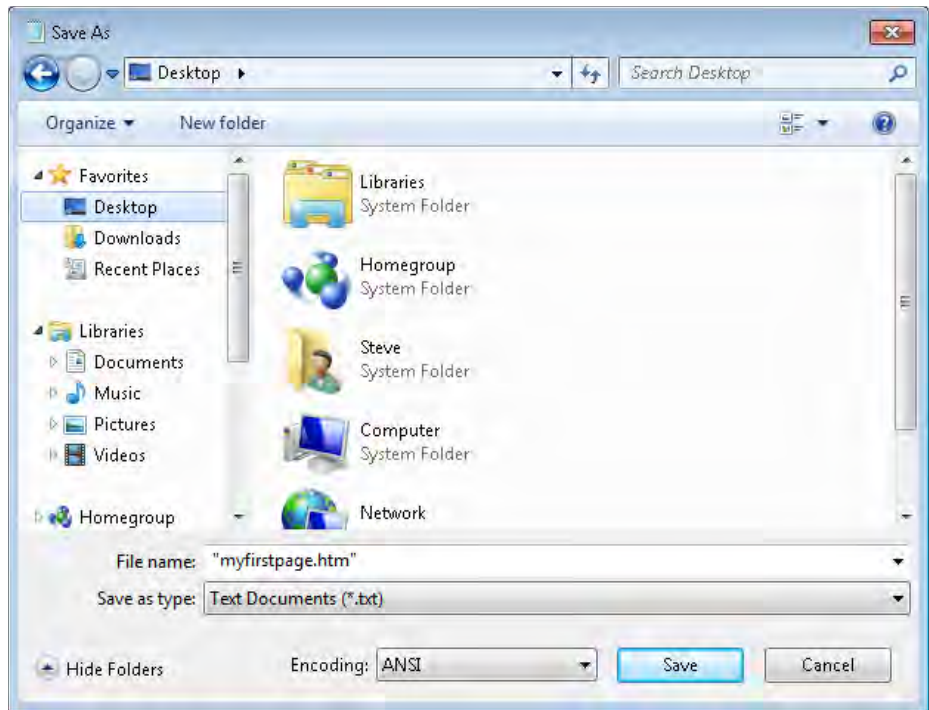 Save As
Desktop
Search Desktop
Organize
New folder
Favorites
Desktop
Downloads
Recent Places
Libraries
Documents
Music
Pictures
Videos
Homegroup
Libraries
System Folder
Homegroup
System Folder
Steve
System Folder
Computer
System Folder
Network
File name: "myfirstpage.htm"
Save as type: Text Documents (*.txt)
Hide Folders
Encoding: ANSI
Save
Cancel